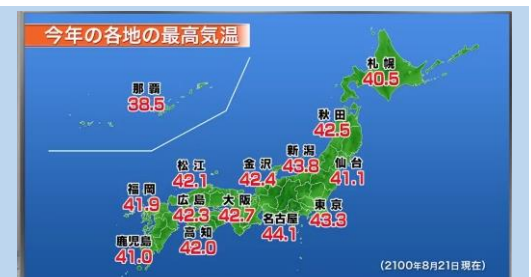 今年の各地の最高気温
札幌
40.5
那覇
38.5
秋田
42.5
新潟
43.8
仙台
41.1
金沢
42.4
松江
42.1
福岡
41.9
広島
42.3
大阪
42.7
東京
43.3
名古屋
44.1
高知
42.0
鹿児島
41.0
(2100年8月21日現在)